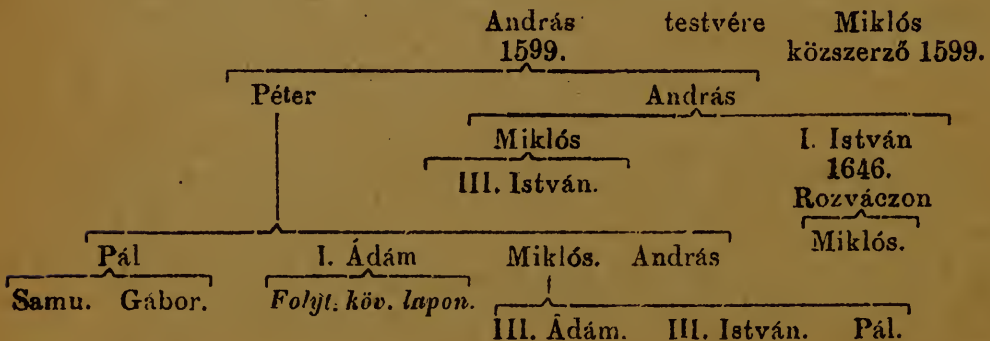 András testvére Miklós
1599. közszerző 1599.
Péter András
Miklós I. István
1646.
III. István. Rozváczon
Miklós.
Pál I. Ádám Miklós. András
Samu. Gábor. Folyt. köv. lapon.
III. Ádám. III. István. Pál.